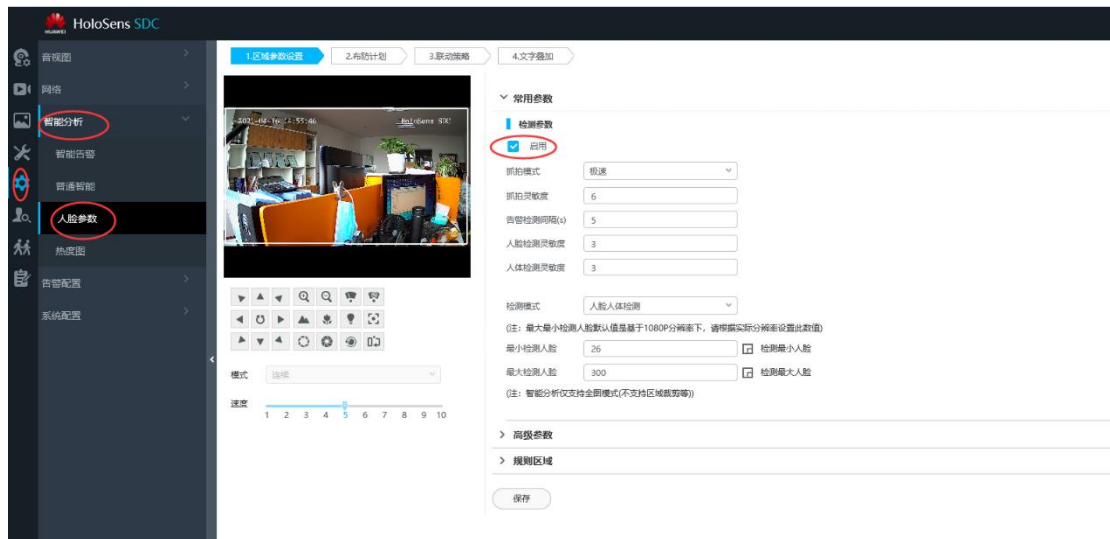 HUAWEI
HoloSens SDC
音视图
网络
智能分析
智能告警
普通智能
人脸参数
热度图
告警配置
系统配置
1.区域参数设置
2.布防计划
3.联动策略
4.文字叠加
HoloSens SDC
模式
连续
速度
1 2 3 4 5 6 7 8 9 10
常用参数
检测参数
启用
抓拍模式 极速
抓拍灵敏度 6
告警检测间隔(s) 5
人脸检测灵敏度 3
人体检测灵敏度 3
检测模式 人脸人体检测
(注：最大最小检测人脸默认值是基于1080P分辨率下，请根据实际分辨率设置此数值)
最小检测人脸 26 检测最小人脸
最大检测人脸 300 检测最大人脸
(注：智能分析仅支持全图模式(不支持区域裁剪等))
高级参数
规则区域
保存